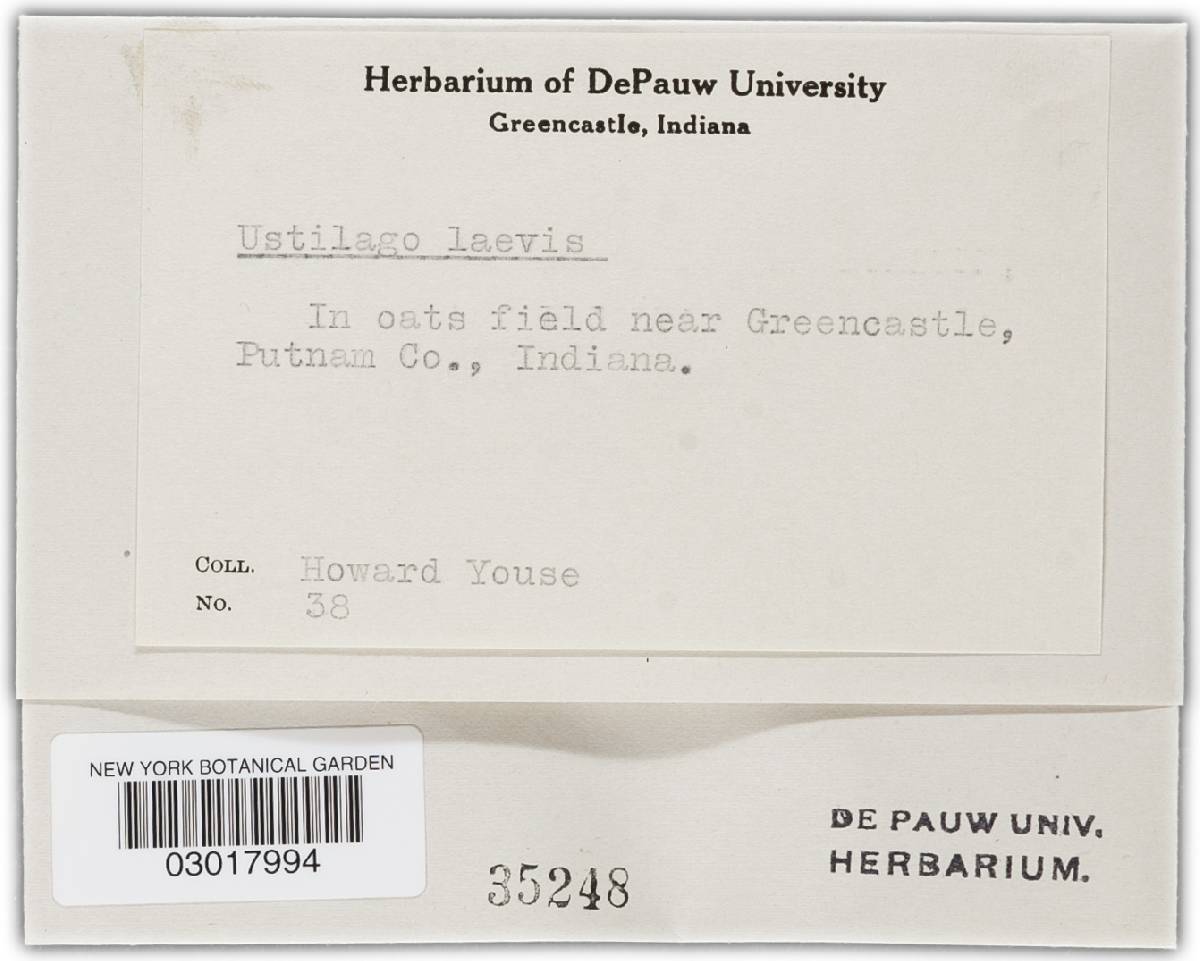 Herbarium of DePauw University
Greencastle, Indiana
Ustilago laevis
In oats field near Greencastle,
Putnam Co., Indiana.
COLL. Howard Youse
No. 38
NEW YORK BOTANICAL GARDEN
03017994
35248
DE PAUW UNIV.
HERBARIUM.